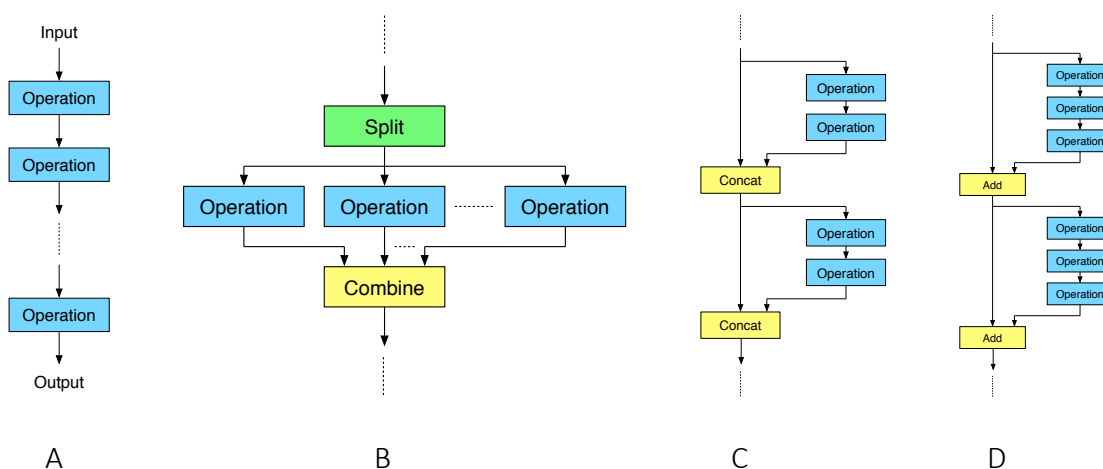 Input
Operation
Operation
Operation
Output
A
Split
Operation
Operation
Operation
Combine
B
Operation
Operation
Concat
Operation
Operation
Concat
C
Operation
Operation
Operation
Add
Operation
Operation
Operation
Add
D